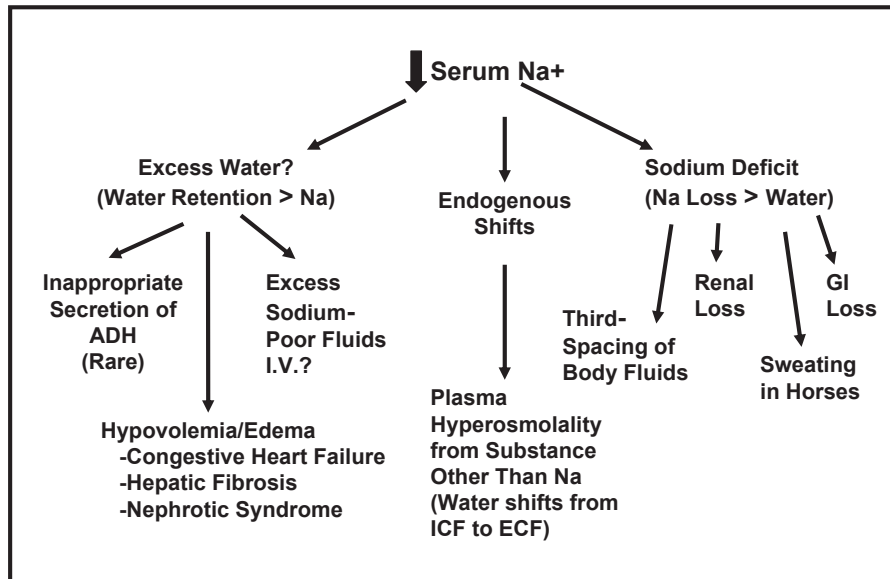 Serum Na+
Excess Water?
(Water Retention > Na)
Endogenous
Shifts
Sodium Deficit
(Na Loss > Water)
Inappropriate
Secretion of
ADH
(Rare)
Excess
Sodium-
Poor Fluids
I.V.?
Hypovolemia/Edema
-Congestive Heart Failure
-Hepatic Fibrosis
-Nephrotic Syndrome
Plasma
Hyperosmolality
from Substance
Other Than Na
(Water shifts from
ICF to ECF)
Third-
Spacing of
Body Fluids
Renal
Loss
Sweating
in Horses
GI
Loss